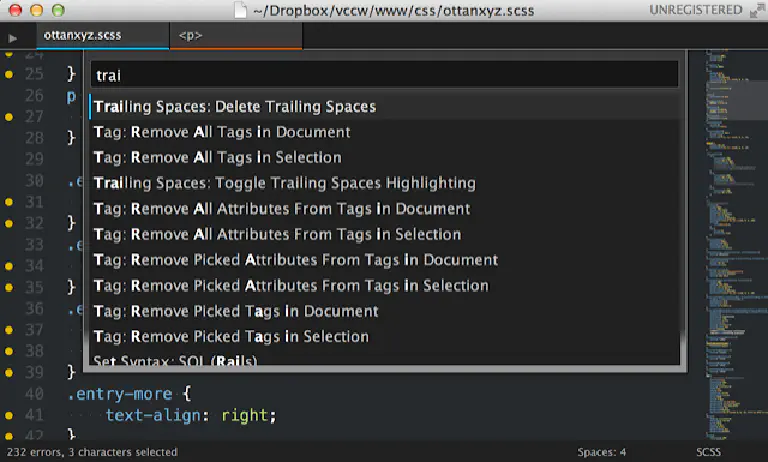 ~/Dropbox/vccw/www/css/ottanxyz.scss
UNREGISTERED
ottanxyz.scss
<p>
24
trai
25 }
26 p
Trailing Spaces: Delete Trailing Spaces
27
Tag: Remove All Tags in Document
28 }
29
Tag: Remove All Tags in Selection
30 .e
Trailing Spaces: Toggle Trailing Spaces Highlighting
31
Tag: Remove All Attributes From Tags in Document
32 }
Tag: Remove All Attributes From Tags in Selection
33 .e
34
Tag: Remove Picked Attributes From Tags in Document
35 }
Tag: Remove Picked Attributes From Tags in Selection
36 .e
Tag: Remove Picked Tags in Document
37
Tag: Remove Picked Tags in Selection
38
Set Syntax: SQL (Rails)
39 }
40 .entry-more {
41 text-align: right;
42 }
232 errors, 3 characters selected
Spaces: 4
SCSS